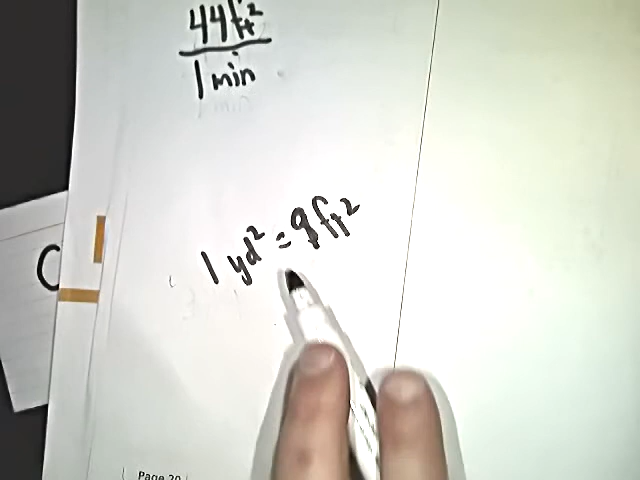 44ft²
1 min
1 yd² = 9ft²
C
Page 20